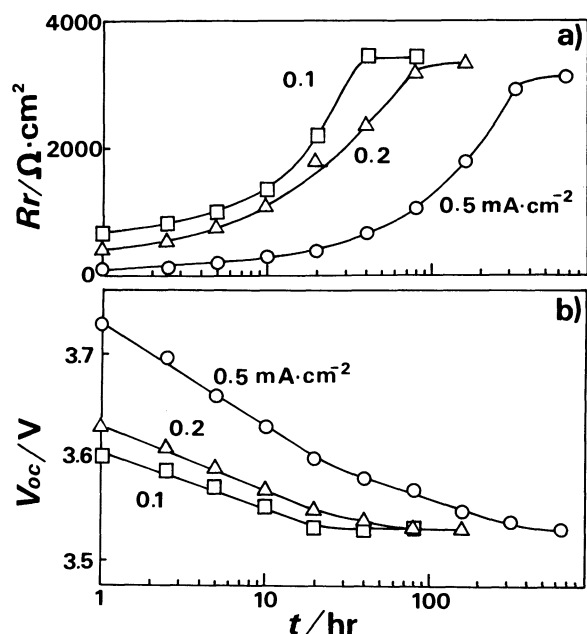 a)
4000
2000
0
Rr/Ω·cm²
0.1
0.2
0.5 mA·cm⁻²
b)
3.7
3.6
3.5
Voc/V
0.5 mA·cm⁻²
0.2
0.1
1 10 100
t/hr